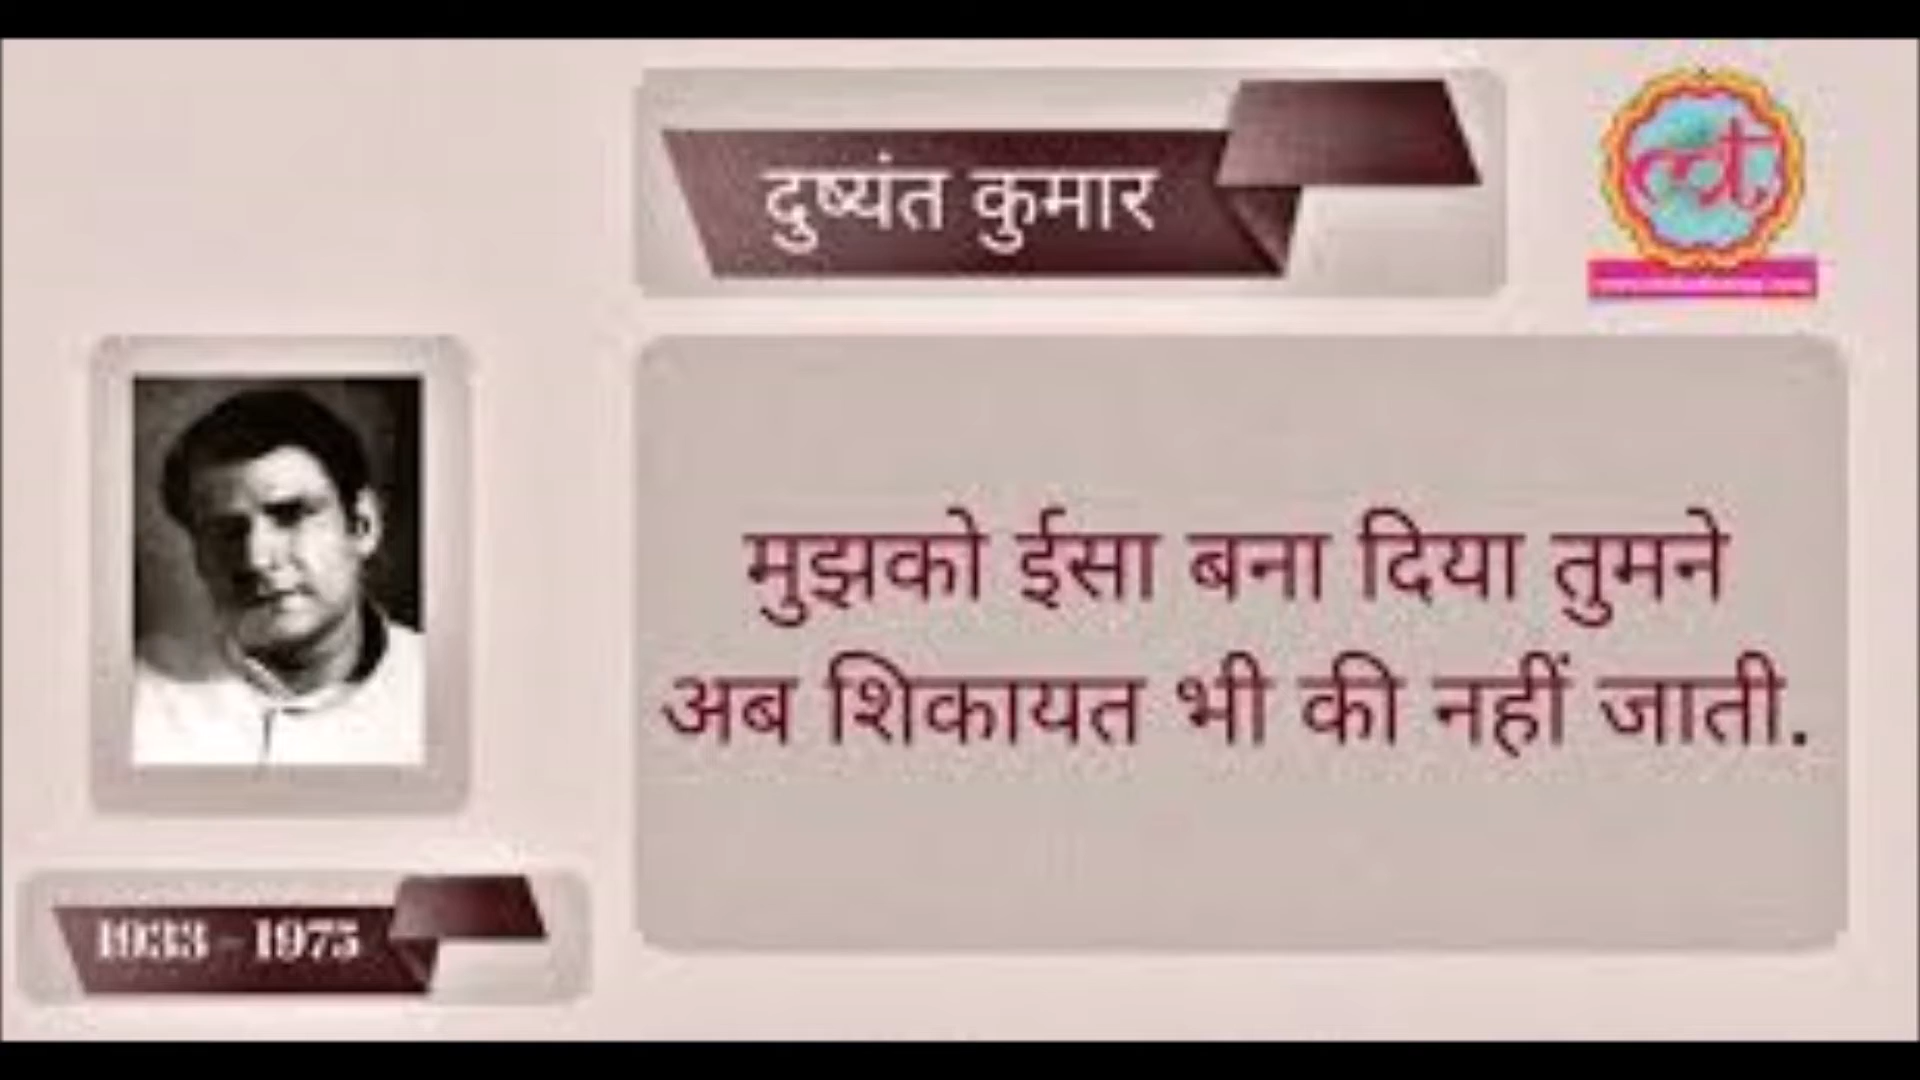 दुष्यंत कुमार
मुझको ईसा बना दिया तुमने
अब शिकायत भी की नहीं जाती.
1933 - 1975